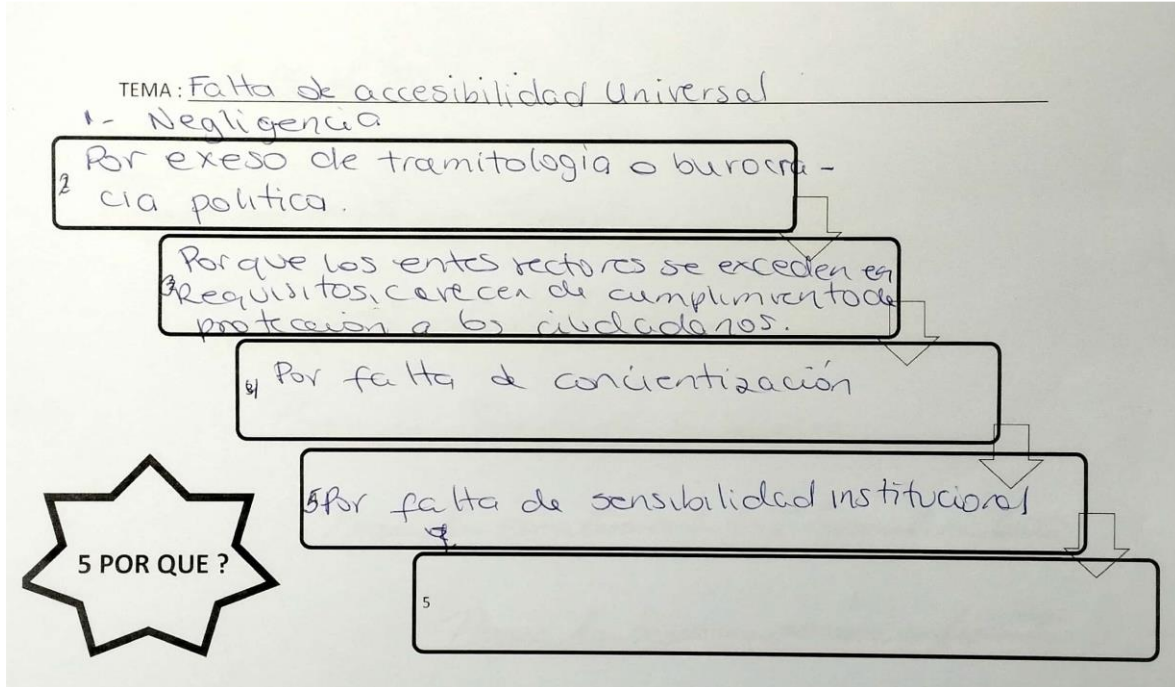 TEMA: Falta de accesibilidad Universal
1- Negligencia
2 Por exeso de tramitologia o burocra-
cia politica.
3 Porque los entes rectores se exceden en
Requisitos, carecen de cumplimiento de
proteccion a los ciudadanos.
4 Por falta de concientización
5 Por falta de sensibilidad institucional
5 POR QUE ?
5